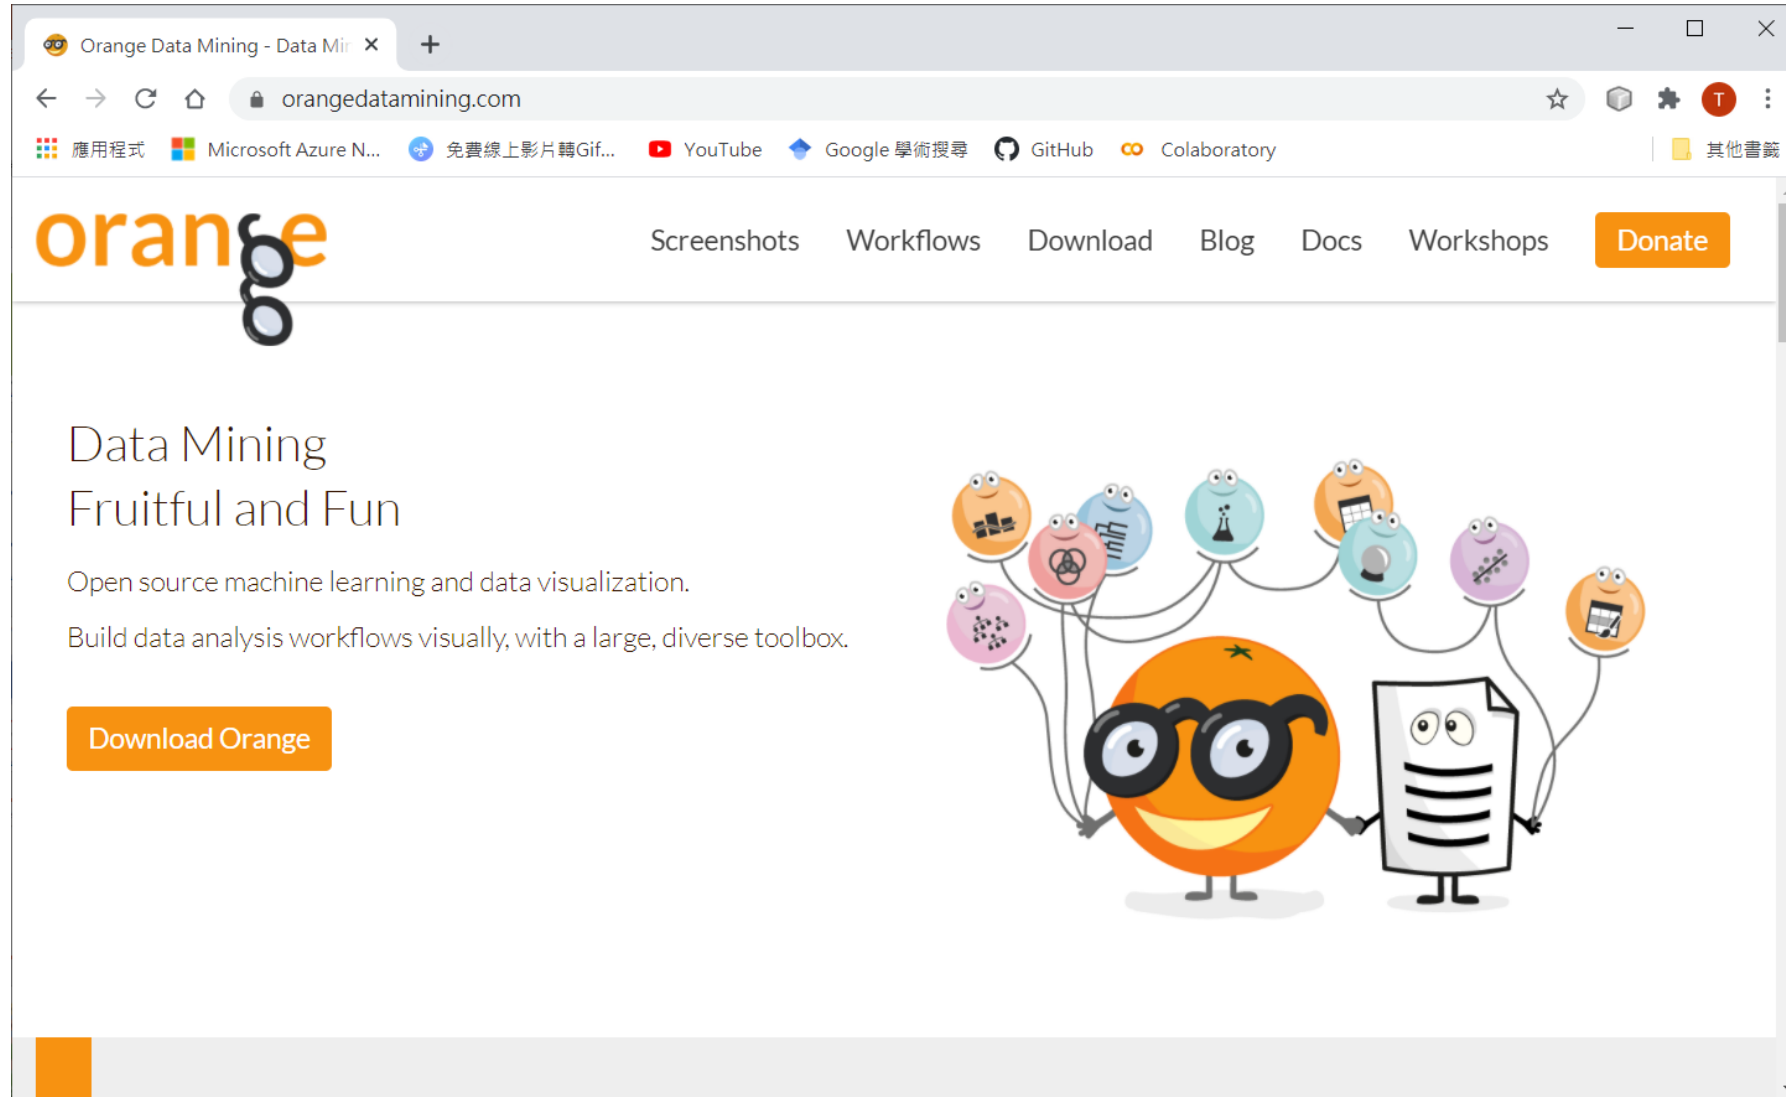 Orange Data Mining - Data Mir
orangedatamining.com
應用程式 Microsoft Azure N... 免費線上影片轉Gif... YouTube Google 學術搜尋 GitHub Colaboratory 其他書籤
T
orange
Screenshots Workflows Download Blog Docs Workshops Donate
Data Mining
Fruitful and Fun
Open source machine learning and data visualization.
Build data analysis workflows visually, with a large, diverse toolbox.
Download Orange